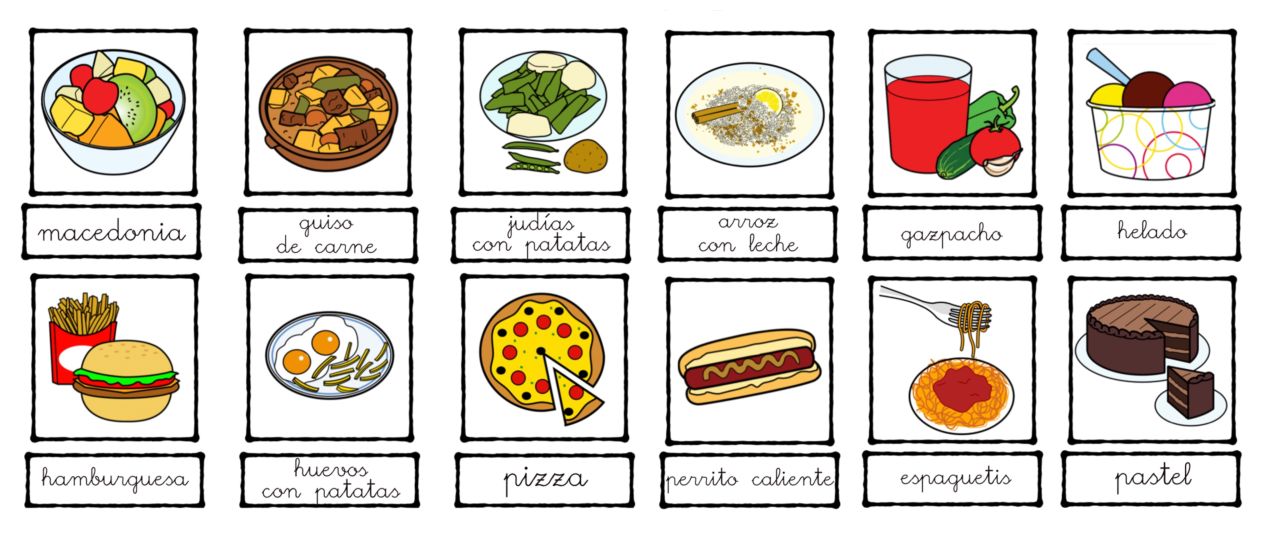 macedonia
guiso
de carne
judías
con patatas
arroz
con leche
gazpacho
helado
hamburguesa
huevos
con patatas
pizza
perrito caliente
espaguetis
pastel